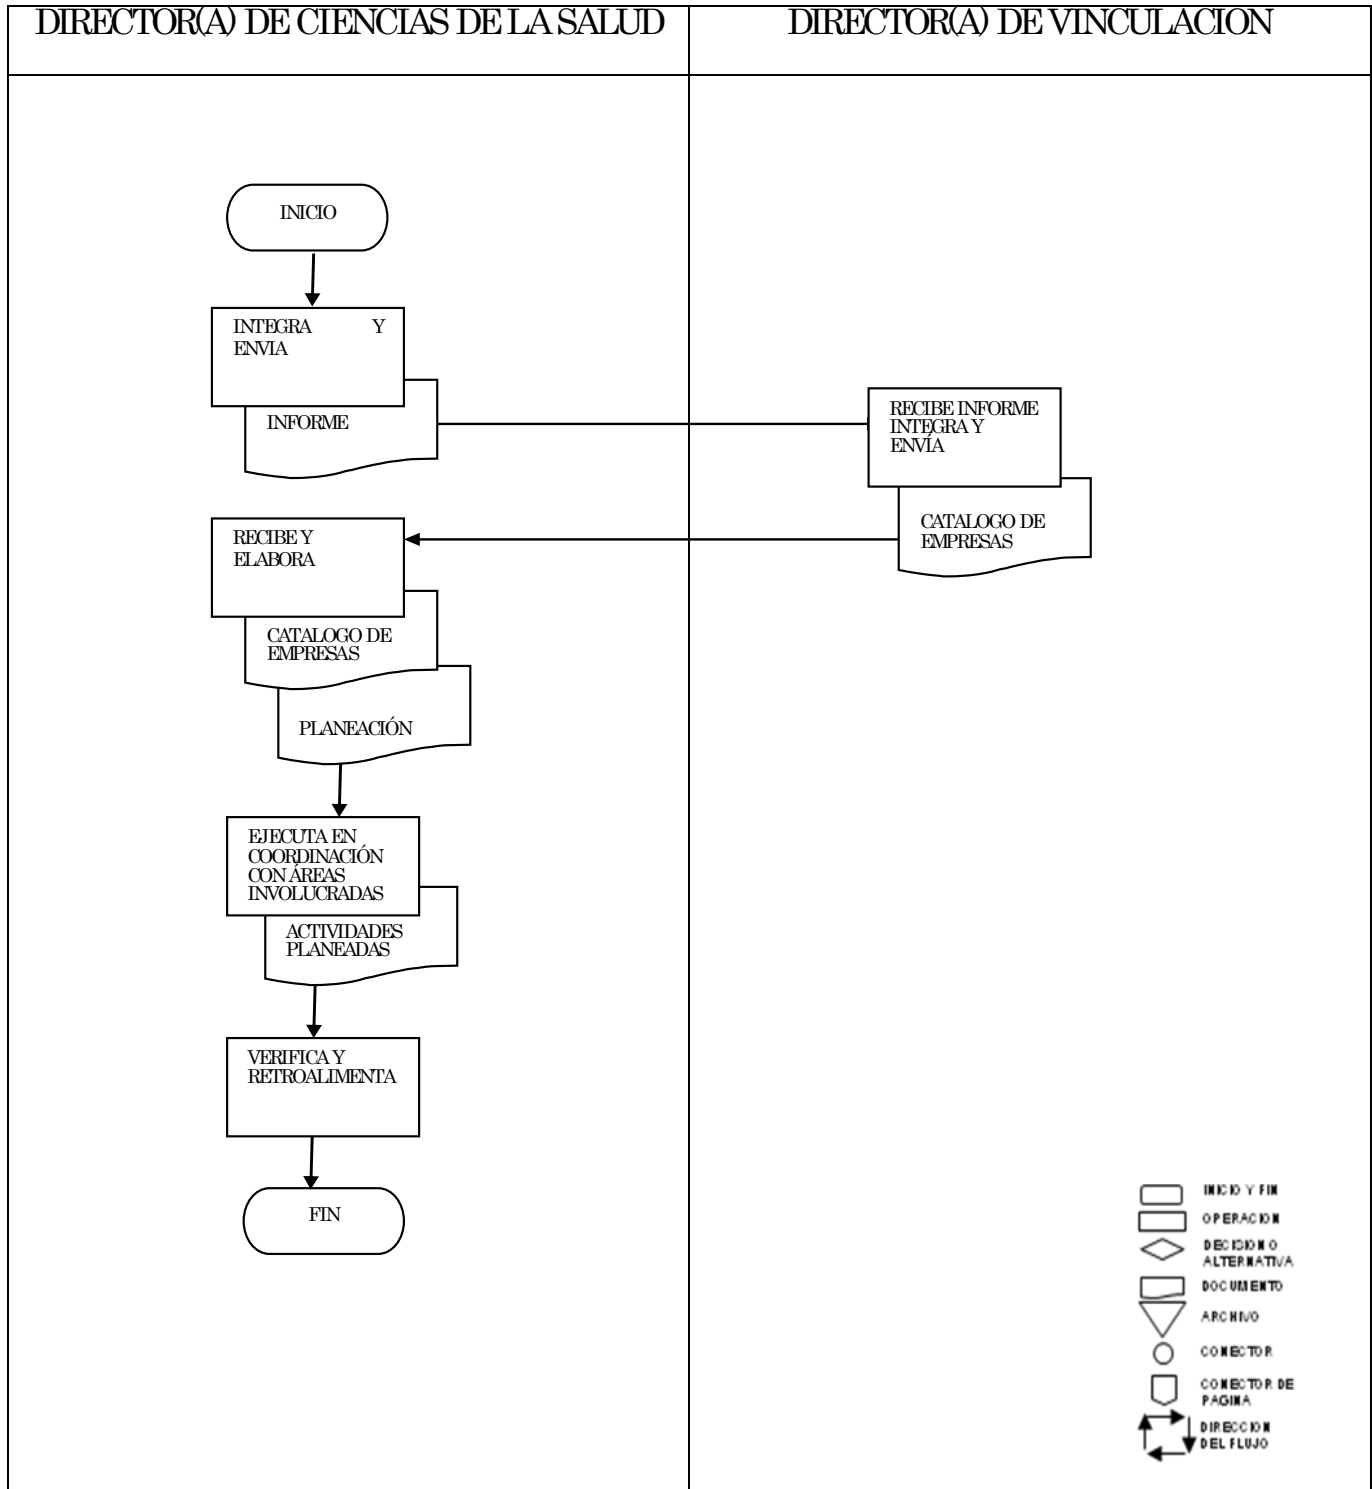 DIRECTOR(A) DE CIENCIAS DE LA SALUD
DIRECTOR(A) DE VINCULACION
INICIO
INTEGRA Y
ENVIA
INFORME
RECIBE INFORME
INTEGRA Y
ENVÍA
CATALOGO DE
EMPRESAS
RECIBE Y
ELABORA
CATALOGO DE
EMPRESAS
PLANEACIÓN
EJECUTA EN
COORDINACIÓN
CON ÁREAS
INVOLUCRADAS
ACTIVIDADES
PLANEADAS
VERIFICA Y
RETROALIMENTA
FIN
INICIO Y FIN
OPERACION
DECISION O
ALTERNATIVA
DOCUMENTO
ARCHIVO
CONECTOR
CONECTOR DE
PAGINA
DIRECCION
DEL FLUJO